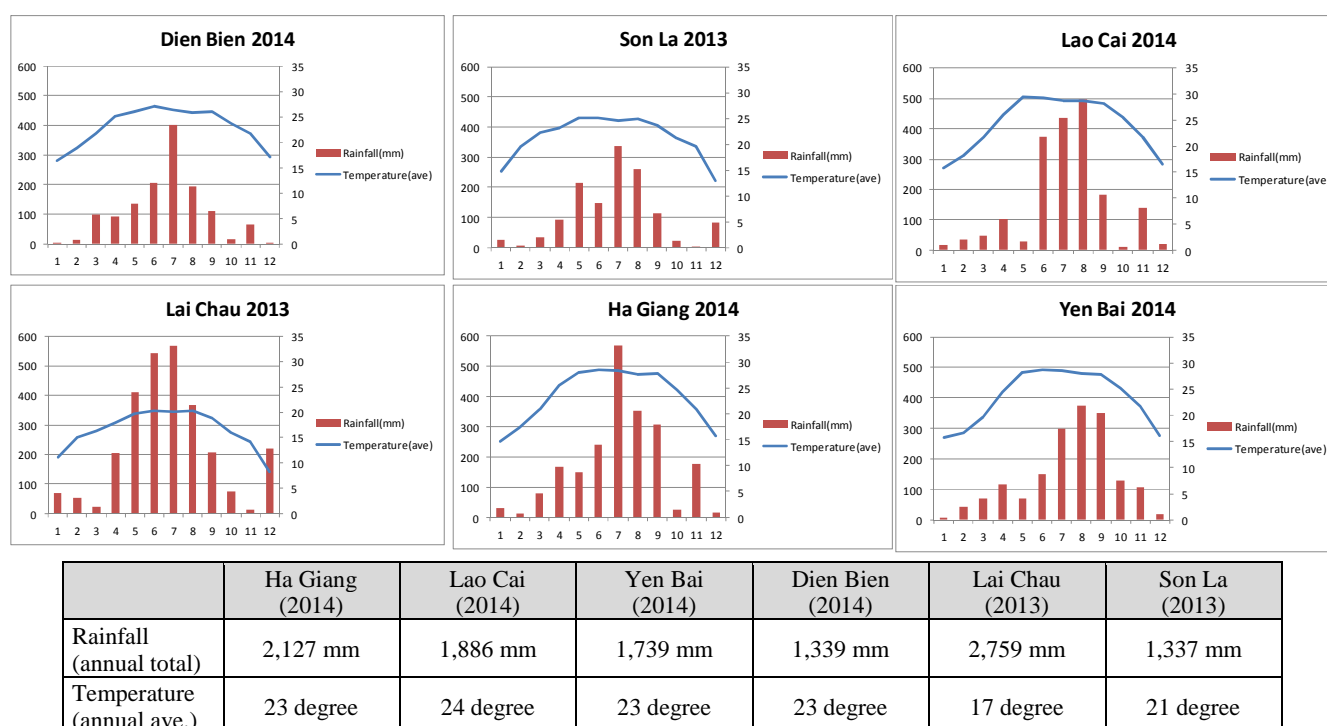 Dien Bien 2014
600 35
500 30
400 25
300 20
200 15
100 10
0 5
0
1 2 3 4 5 6 7 8 9 10 11 12
Rainfall(mm)
Temperature(ave)
Son La 2013
600 35
500 30
400 25
300 20
200 15
100 10
0 5
0
1 2 3 4 5 6 7 8 9 10 11 12
Rainfall(mm)
Temperature(ave)
Lao Cai 2014
600 35
500 30
400 25
300 20
200 15
100 10
0 5
0
1 2 3 4 5 6 7 8 9 10 11 12
Rainfall(mm)
Temperature(ave)
Lai Chau 2013
600 35
500 30
400 25
300 20
200 15
100 10
0 5
0
1 2 3 4 5 6 7 8 9 10 11 12
Rainfall(mm)
Temperature(ave)
Ha Giang 2014
600 35
500 30
400 25
300 20
200 15
100 10
0 5
0
1 2 3 4 5 6 7 8 9 10 11 12
Rainfall(mm)
Temperature(ave)
Yen Bai 2014
600 35
500 30
400 25
300 20
200 15
100 10
0 5
0
1 2 3 4 5 6 7 8 9 10 11 12
Rainfall(mm)
Temperature(ave)
Ha Giang (2014) Lao Cai (2014) Yen Bai (2014) Dien Bien (2014) Lai Chau (2013) Son La (2013)
Rainfall (annual total) 2,127 mm 1,886 mm 1,739 mm 1,339 mm 2,759 mm 1,337 mm
Temperature (annual ave.) 23 degree 24 degree 23 degree 23 degree 17 degree 21 degree